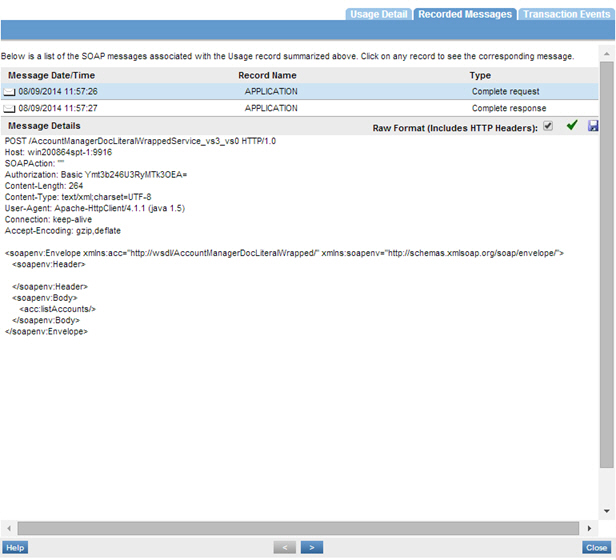 Usage Detail Recorded Messages Transaction Events
Below is a list of the SOAP messages associated with the Usage record summarized above. Click on any record to see the corresponding message.
Message Date/Time Record Name Type
08/09/2014 11:57:26 APPLICATION Complete request
08/09/2014 11:57:27 APPLICATION Complete response
Message Details Raw Format (Includes HTTP Headers):
POST /AccountManagerDocLiteralWrappedService_vs3_vs0 HTTP/1.0
Host: win200864spt-1:9916
SOAPAction: ""
Authorization: Basic Ymt3b246U3RyMTk3OEA=
Content-Length: 264
Content-Type: text/xml;charset=UTF-8
User-Agent: Apache-HttpClient/4.1.1 (java 1.5)
Connection: keep-alive
Accept-Encoding: gzip,deflate
<soapenv:Envelope xmlns:acc="http://wsdl/AccountManagerDocLiteralWrapped/" xmlns:soapenv="http://schemas.xmlsoap.org/soap/envelope/">
<soapenv:Header>
</soapenv:Header>
<soapenv:Body>
<acc:listAccounts/>
</soapenv:Body>
</soapenv:Envelope>
Help < > Close